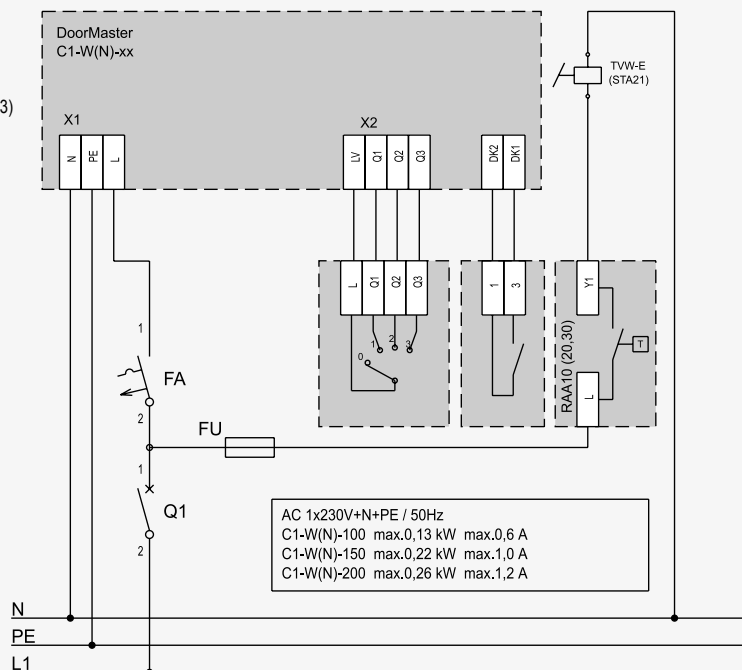 DoorMaster
C1-W(N)-xx
TVW-E
(STA21)
3)
X1
X2
N
PE
L
LV
Q1
Q2
Q3
DK2
DK1
L
Q1
Q2
Q3
1
3
Y1
0
1
2
3
T
RAA10 (20,30)
L
1
FA
2
FU
1
Q1
2
AC 1x230V+N+PE / 50Hz
C1-W(N)-100 max.0,13 kW max.0,6 A
C1-W(N)-150 max.0,22 kW max.1,0 A
C1-W(N)-200 max.0,26 kW max.1,2 A
N
PE
L1